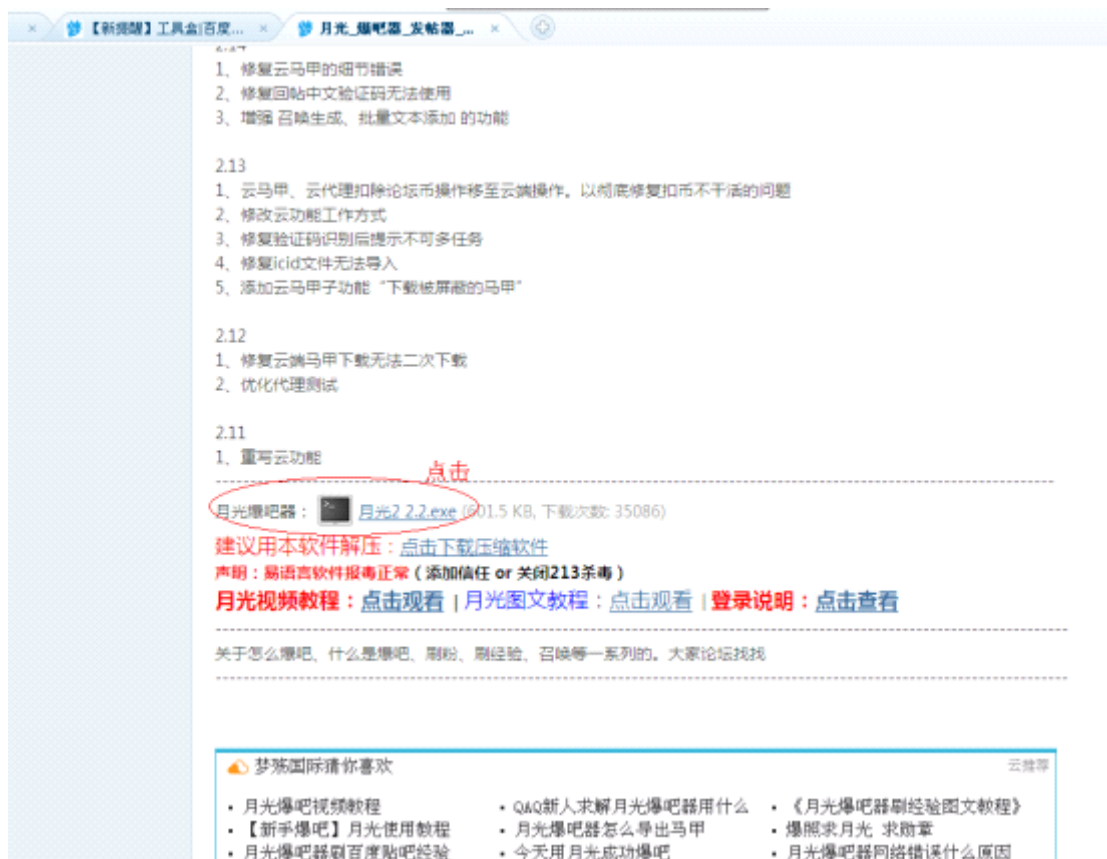 【新提醒】工具盒|百度... 月光_爆吧器_发帖器_...
2.14
1、修复云马甲的细节错误
2、修复回帖中文验证码无法使用
3、增强 召唤生成、批量文本添加 的功能
2.13
1、云马甲、云代理扣除论坛币操作移至云端操作。以彻底修复扣币不干活的问题
2、修改云功能工作方式
3、修复验证码识别后提示不可多任务
4、修复icid文件无法导入
5、添加云马甲子功能“下载被屏蔽的马甲”
2.12
1、修复云端马甲下载无法二次下载
2、优化代理测试
2.11
1、重写云功能
点击
月光爆吧器： 月光2 2.2.exe (601.5 KB, 下载次数: 35086)
建议用本软件解压：点击下载压缩软件
声明：易语言软件报毒正常 ( 添加信任 or 关闭213杀毒 )
月光视频教程：点击观看 | 月光图文教程：点击观看 | 登录说明：点击查看
关于怎么爆吧、什么是爆吧、刷粉、刷经验、召唤等一系列的。大家论坛找找
梦殇国际猜你喜欢 云推荐
• 月光爆吧视频教程 • QAQ新人求解月光爆吧器用什么 • 《月光爆吧器刷经验图文教程》
• 【新手爆吧】月光使用教程 • 月光爆吧器怎么导出马甲 • 爆照求月光 求勋章
• 月光爆吧器刷百度贴吧经验 • 今天用月光成功爆吧 • 月光爆吧器网络错误什么原因